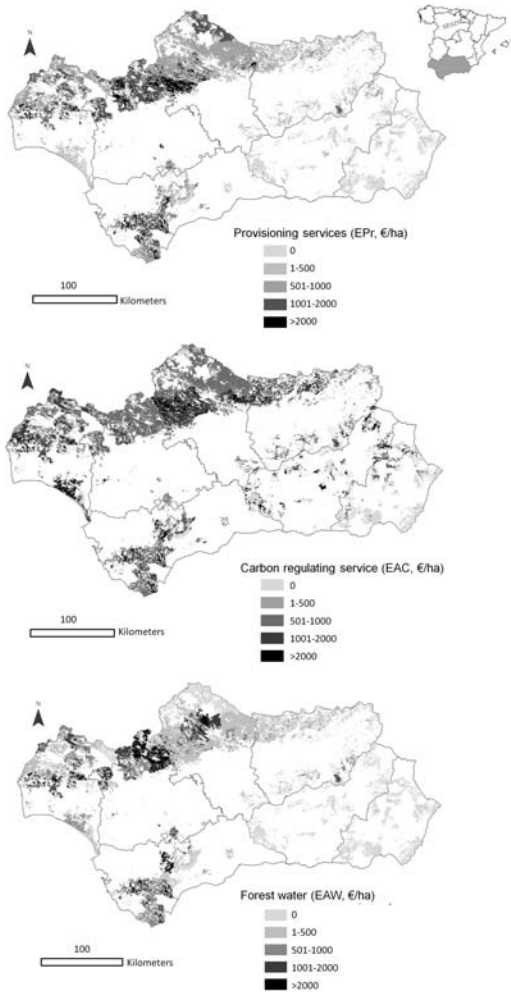 N
SPAIN
Provisioning services (EPr, €/ha)
0
1-500
501-1000
1001-2000
>2000
100
Kilometers
N
Carbon regulating service (EAC, €/ha)
0
1-500
501-1000
1001-2000
>2000
100
Kilometers
N
Forest water (EAW, €/ha)
0
1-500
501-1000
1001-2000
>2000
100
Kilometers